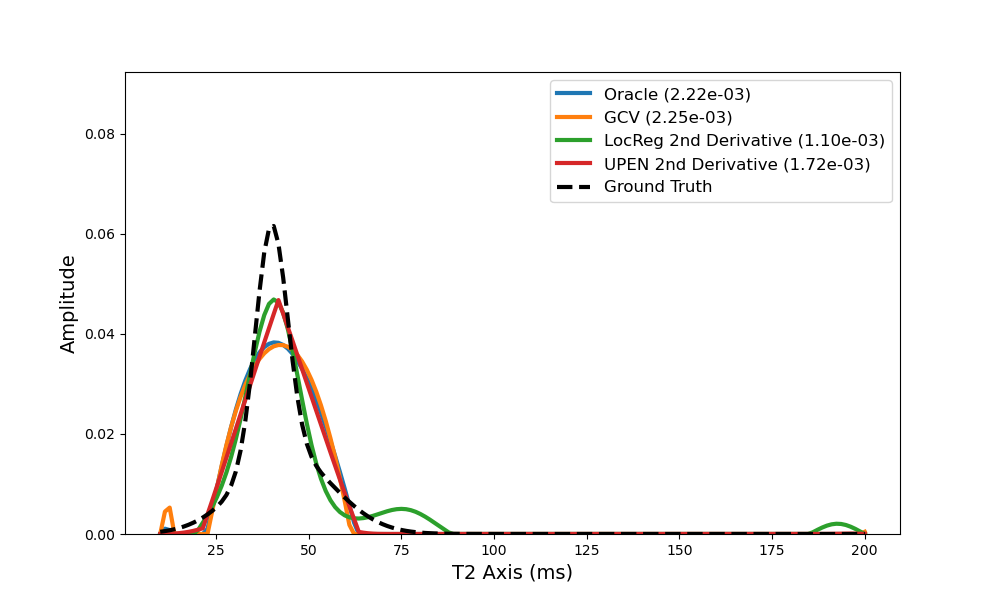 Oracle (2.22e-03)
GCV (2.25e-03)
LocReg 2nd Derivative (1.10e-03)
UPEN 2nd Derivative (1.72e-03)
Ground Truth
0.08
0.06
0.04
0.02
0.00
Amplitude
25 50 75 100 125 150 175 200
T2 Axis (ms)